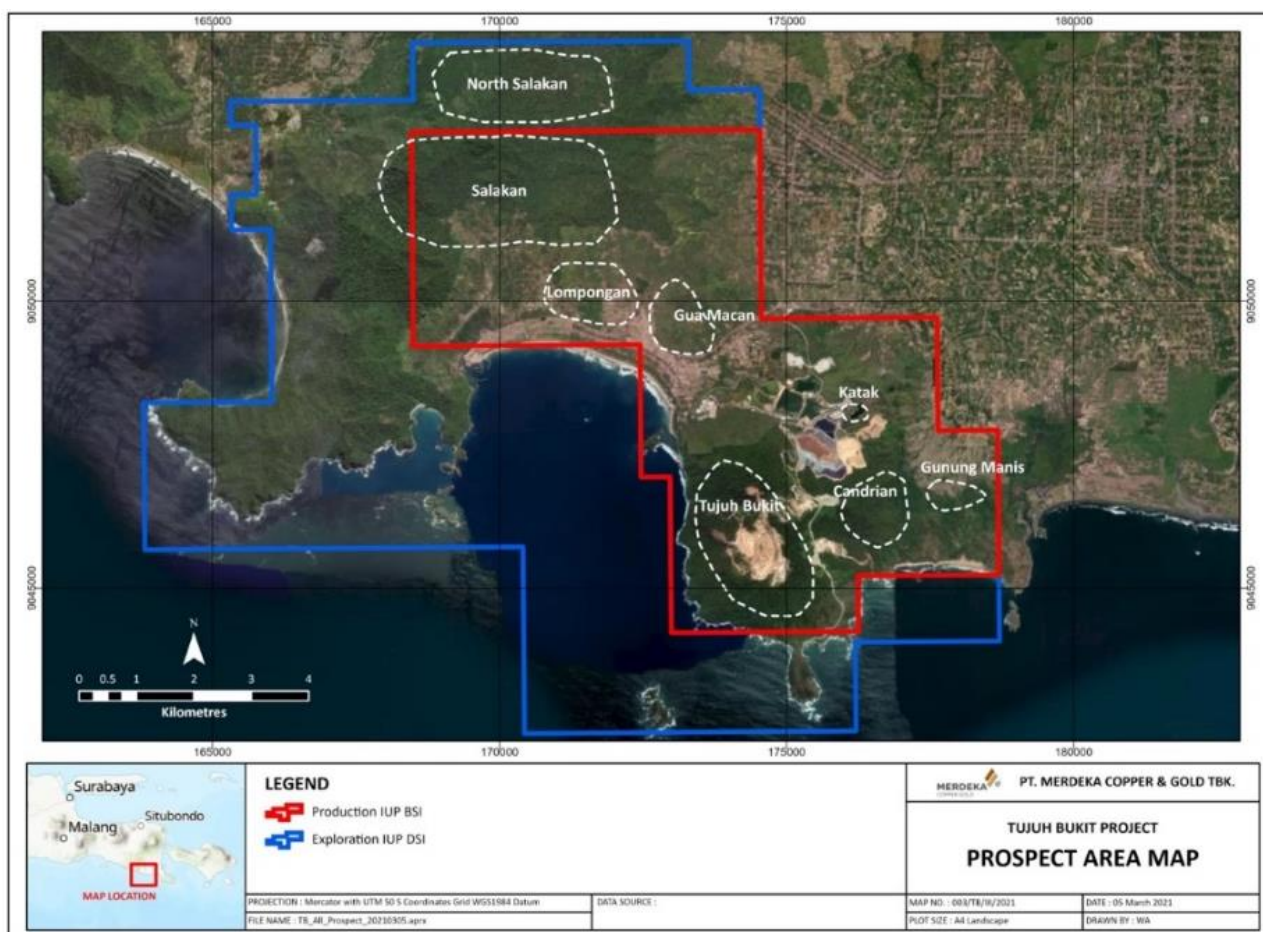 165000 170000 175000 180000
North Salakan
Salakan
9050000 9050000
Lompongan
Gua Macan
Katak
Gunung Manis
Candrian
Tujuh Bukit
9045000 9045000
N
0 0.5 1 2 3 4
Kilometres
165000 170000 175000 180000
Surabaya
Situbondo
Malang
MAP LOCATION
LEGEND
Production IUP BSI
Exploration IUP DSI
MERDEKA
COPPER GOLD
PT. MERDEKA COPPER & GOLD TBK.
TUJUH BUKIT PROJECT
PROSPECT AREA MAP
PROJECTION : Mercator with UTM 50 S Coordinates Grid WGS1984 Datum
DATA SOURCE :
MAP NO. : 003/TB/III/2021
DATE : 05 March 2021
FILE NAME : TB_AR_Prospect_20210305.aprx
PLOT SIZE : A4 Landscape
DRAWN BY : WA